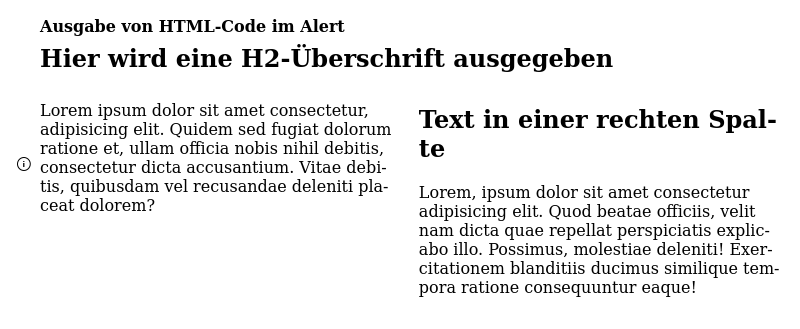 Ausgabe von HTML-Code im Alert
Hier wird eine H2-Überschrift ausgegeben
Lorem ipsum dolor sit amet consectetur,
adipisicing elit. Quidem sed fugiat dolorum
ratione et, ullam officia nobis nihil debitis,
consectetur dicta accusantium. Vitae debi-
tis, quibusdam vel recusandae deleniti pla-
ceat dolorem?
Text in einer rechten Spal-
te
Lorem, ipsum dolor sit amet consectetur
adipisicing elit. Quod beatae officiis, velit
nam dicta quae repellat perspiciatis explic-
abo illo. Possimus, molestiae deleniti! Exer-
citationem blanditiis ducimus similique tem-
pora ratione consequuntur eaque!